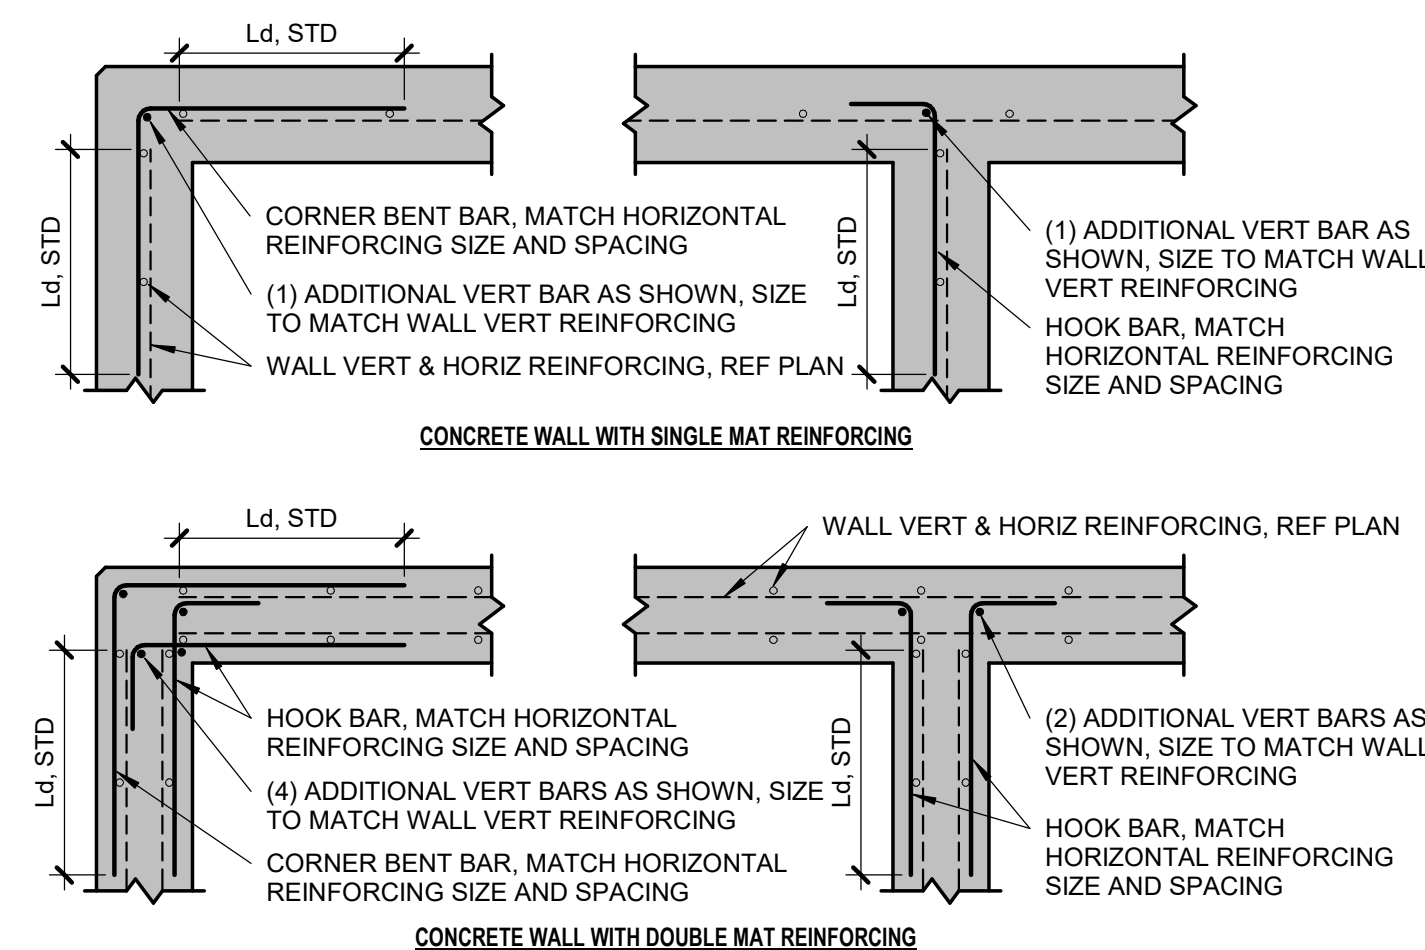 Ld, STD
Ld, STD
CORNER BENT BAR, MATCH HORIZONTAL
REINFORCING SIZE AND SPACING
(1) ADDITIONAL VERT BAR AS SHOWN, SIZE
TO MATCH WALL VERT REINFORCING
WALL VERT & HORIZ REINFORCING, REF PLAN
Ld, STD
(1) ADDITIONAL VERT BAR AS
SHOWN, SIZE TO MATCH WALL
VERT REINFORCING
HOOK BAR, MATCH
HORIZONTAL REINFORCING
SIZE AND SPACING
CONCRETE WALL WITH SINGLE MAT REINFORCING
Ld, STD
Ld, STD
HOOK BAR, MATCH HORIZONTAL
REINFORCING SIZE AND SPACING
(4) ADDITIONAL VERT BARS AS SHOWN, SIZE
TO MATCH WALL VERT REINFORCING
CORNER BENT BAR, MATCH HORIZONTAL
REINFORCING SIZE AND SPACING
WALL VERT & HORIZ REINFORCING, REF PLAN
Ld, STD
(2) ADDITIONAL VERT BARS AS
SHOWN, SIZE TO MATCH WALL
VERT REINFORCING
HOOK BAR, MATCH
HORIZONTAL REINFORCING
SIZE AND SPACING
CONCRETE WALL WITH DOUBLE MAT REINFORCING